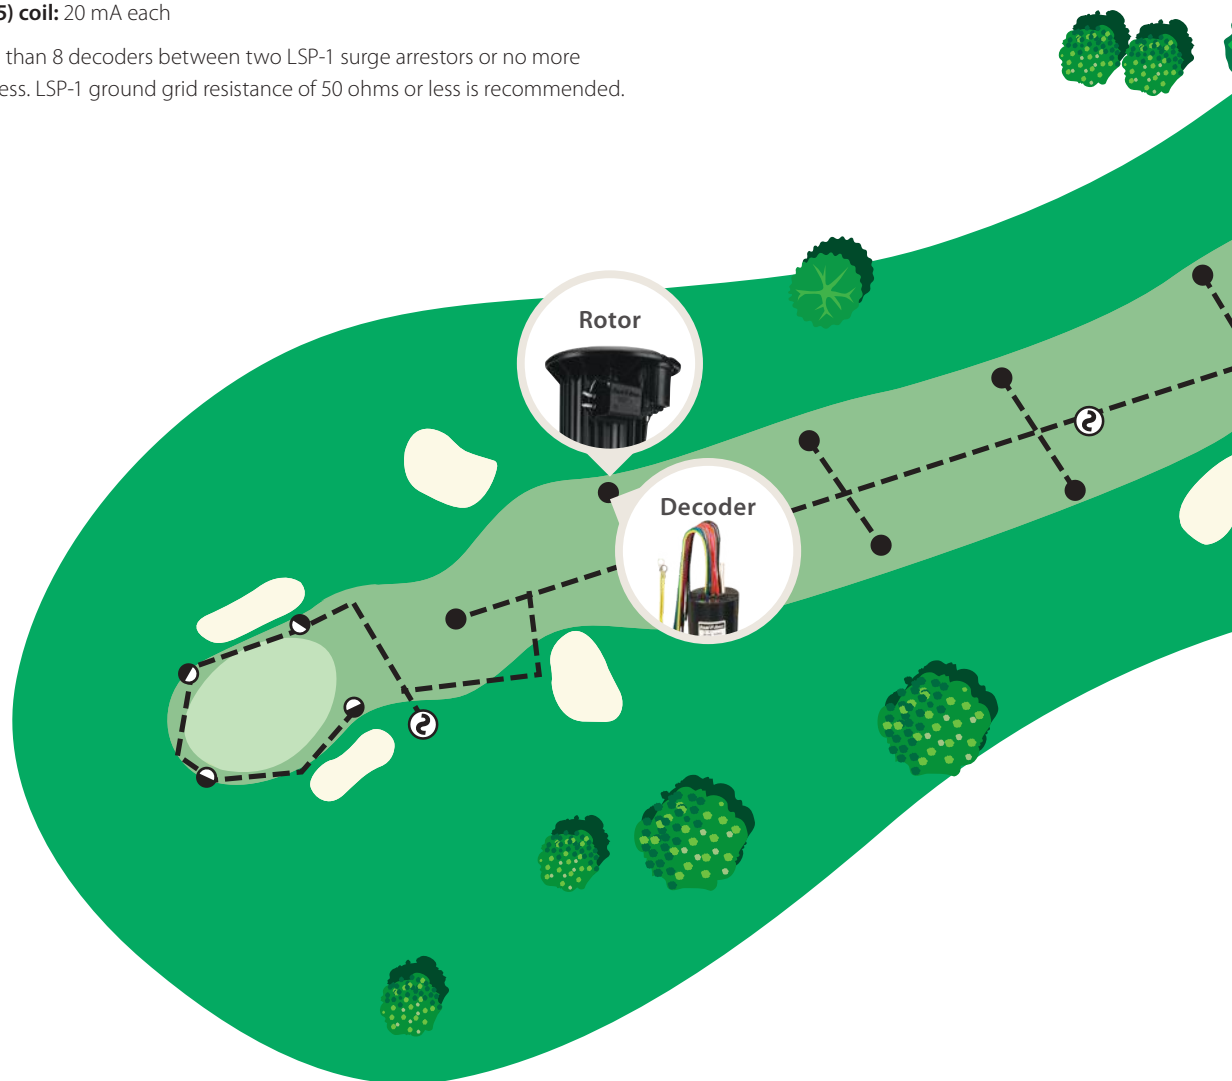 5) coil: 20 mA each
than 8 decoders between two LSP-1 surge arrestors or no more
ess. LSP-1 ground grid resistance of 50 ohms or less is recommended.
Rotor
Decoder